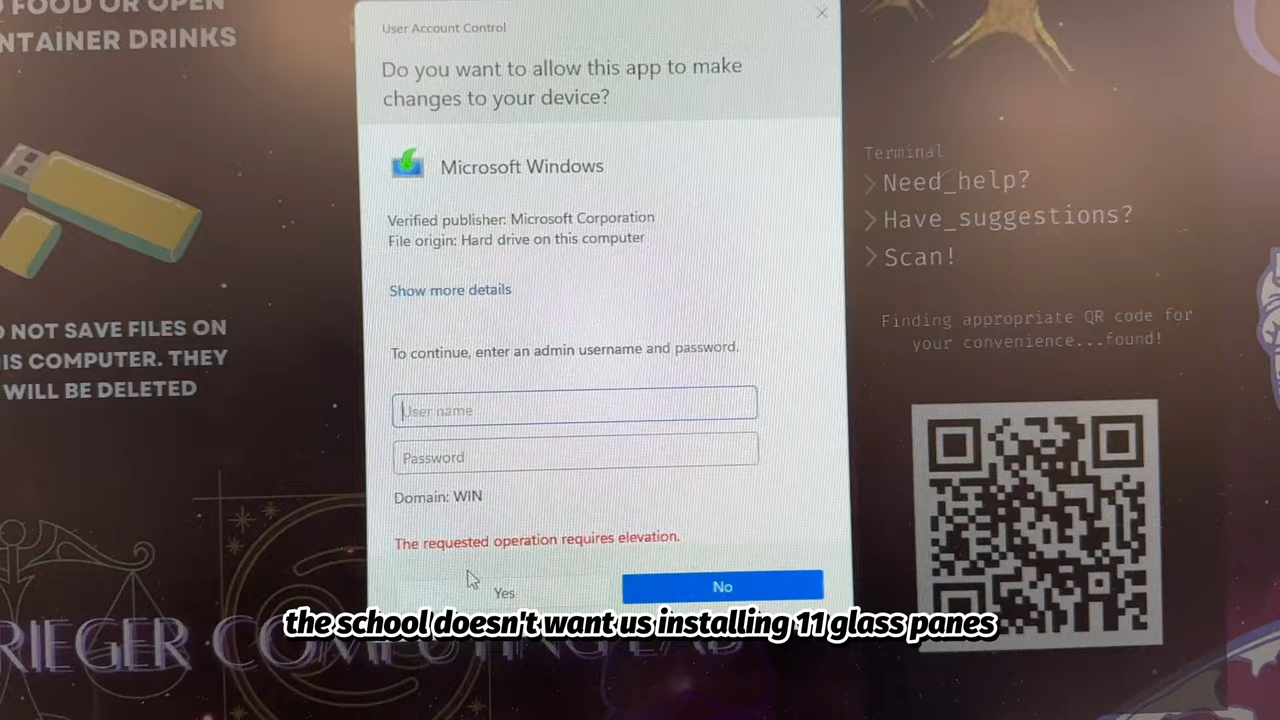 FOOD OR OPEN
NTAINER DRINKS
NOT SAVE FILES ON
IS COMPUTER. THEY
WILL BE DELETED
RIEGER COMPUTING LAB
User Account Control
Do you want to allow this app to make
changes to your device?
Microsoft Windows
Verified publisher: Microsoft Corporation
File origin: Hard drive on this computer
Show more details
To continue, enter an admin username and password.
User name
Password
Domain: WIN
The requested operation requires elevation.
Yes
No
the school doesn't want us installing 11 glass panes
Terminal
>Need_help?
>Have_suggestions?
>Scan!
Finding appropriate QR code for
your convenience...found!